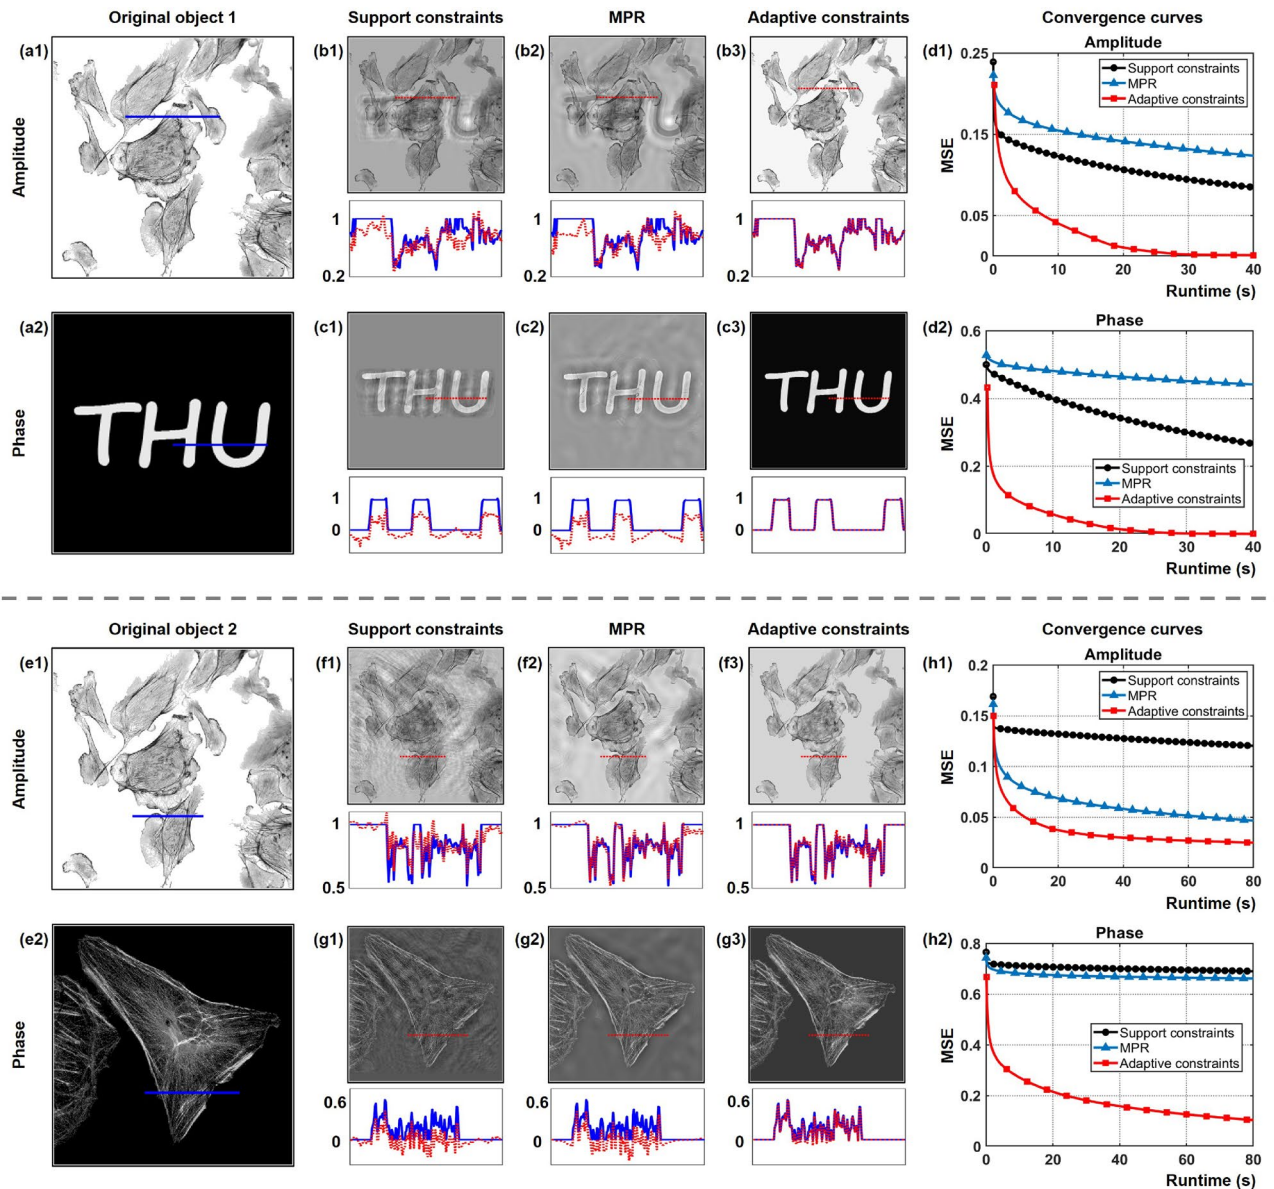 Original object 1 Support constraints MPR Adaptive constraints Convergence curves
(a1) (b1) (b2) (b3) (d1) Amplitude
Amplitude
0.25
0.15
0.05
0
MSE
Support constraints
MPR
Adaptive constraints
0 10 20 30 40
Runtime (s)
1
0.2
1
0.2
1
0.2
(a2) (c1) (c2) (c3) (d2) Phase
Phase
THU THU THU THU
0.6
0.4
0.2
0
MSE
Support constraints
MPR
Adaptive constraints
0 10 20 30 40
Runtime (s)
1
0
1
0
1
0
Original object 2 Support constraints MPR Adaptive constraints Convergence curves
(e1) (f1) (f2) (f3) (h1) Amplitude
Amplitude
0.2
0.15
0.1
0.05
0
MSE
Support constraints
MPR
Adaptive constraints
0 20 40 60 80
Runtime (s)
1
0.5
1
0.5
1
0.5
(e2) (g1) (g2) (g3) (h2) Phase
Phase
0.8
0.6
0.4
0.2
0
MSE
Support constraints
MPR
Adaptive constraints
0 20 40 60 80
Runtime (s)
0.6
0
0.6
0
0.6
0